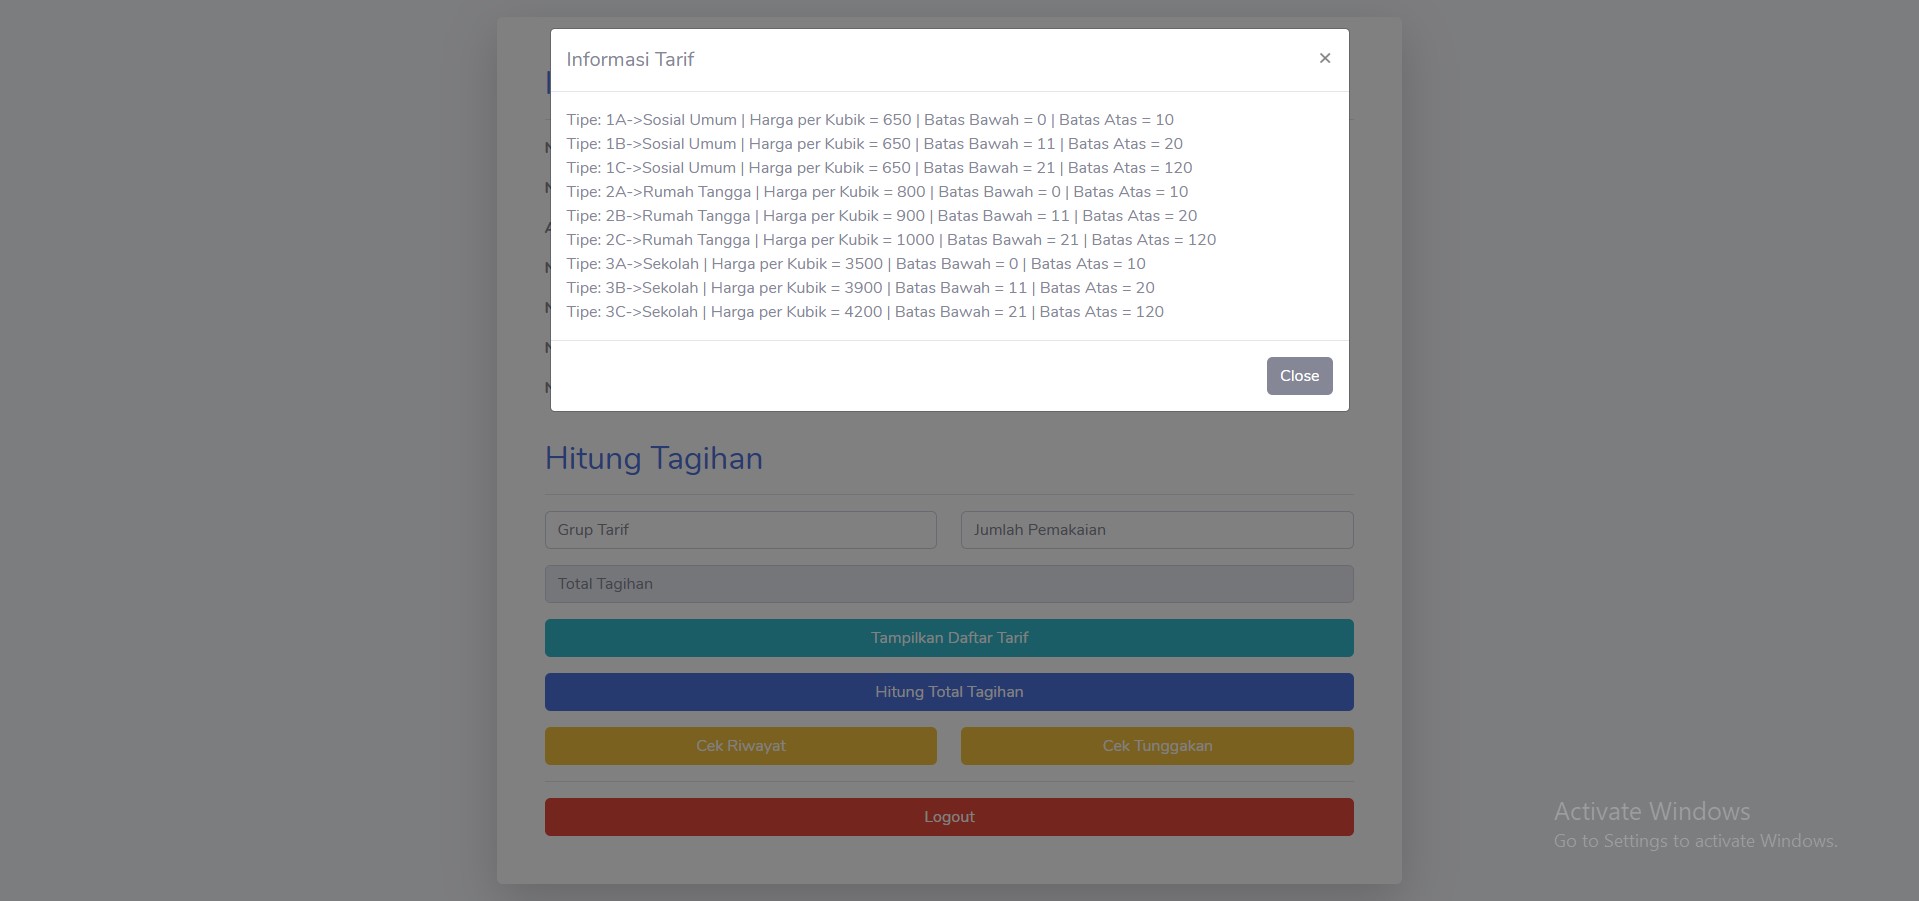 Informasi Tarif ×
Tipe: 1A->Sosial Umum | Harga per Kubik = 650 | Batas Bawah = 0 | Batas Atas = 10
Tipe: 1B->Sosial Umum | Harga per Kubik = 650 | Batas Bawah = 11 | Batas Atas = 20
Tipe: 1C->Sosial Umum | Harga per Kubik = 650 | Batas Bawah = 21 | Batas Atas = 120
Tipe: 2A->Rumah Tangga | Harga per Kubik = 800 | Batas Bawah = 0 | Batas Atas = 10
Tipe: 2B->Rumah Tangga | Harga per Kubik = 900 | Batas Bawah = 11 | Batas Atas = 20
Tipe: 2C->Rumah Tangga | Harga per Kubik = 1000 | Batas Bawah = 21 | Batas Atas = 120
Tipe: 3A->Sekolah | Harga per Kubik = 3500 | Batas Bawah = 0 | Batas Atas = 10
Tipe: 3B->Sekolah | Harga per Kubik = 3900 | Batas Bawah = 11 | Batas Atas = 20
Tipe: 3C->Sekolah | Harga per Kubik = 4200 | Batas Bawah = 21 | Batas Atas = 120
Close
Hitung Tagihan
Grup Tarif
Jumlah Pemakaian
Total Tagihan
Tampilkan Daftar Tarif
Hitung Total Tagihan
Cek Riwayat
Cek Tunggakan
Logout
Activate Windows
Go to Settings to activate Windows.